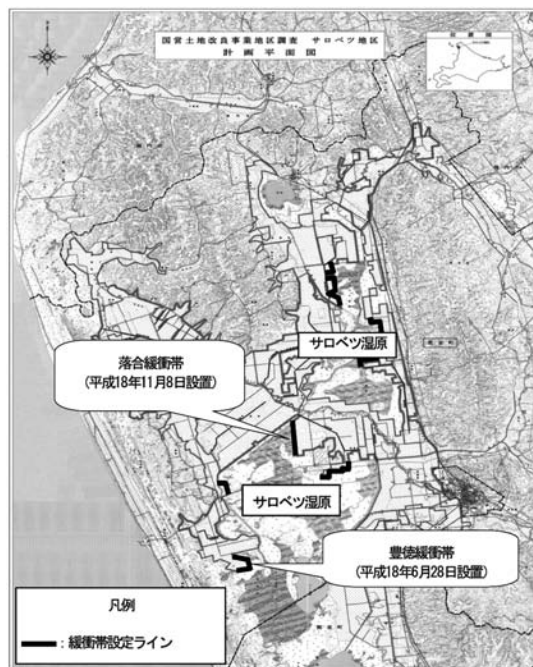 国営土地改良事業地区調査 サロベツ地区
計画平面図
位置図
サロベツ湿原
落合緩衝帯
(平成18年11月8日設置)
サロベツ湿原
豊徳緩衝帯
(平成18年6月28日設置)
凡例
:緩衝帯設定ライン